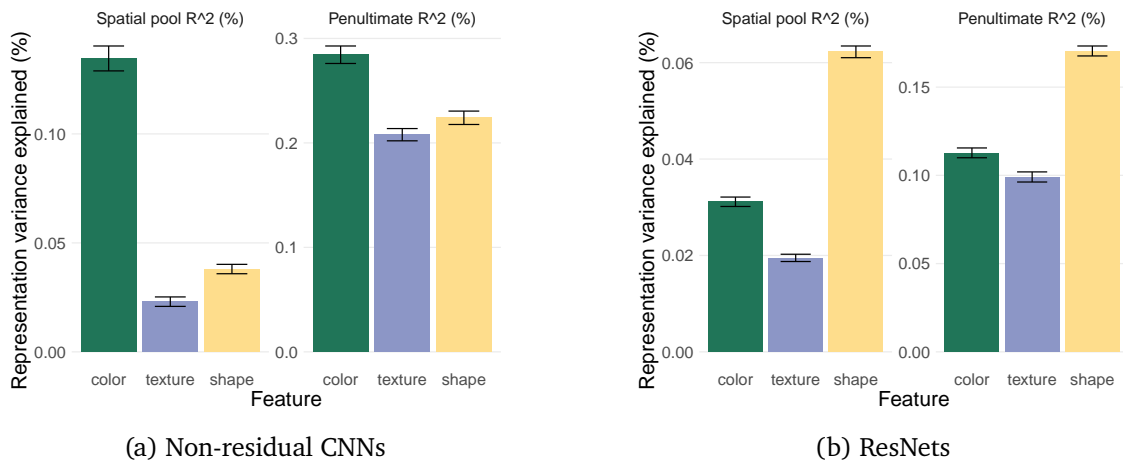 Spatial pool R^2 (%)
Penultimate R^2 (%)
Representation variance explained (%)
0.10
0.05
0.00
0.3
0.2
0.1
0.0
color texture shape
color texture shape
Feature
(a) Non-residual CNNs
Spatial pool R^2 (%)
Penultimate R^2 (%)
Representation variance explained (%)
0.06
0.04
0.02
0.00
0.15
0.10
0.05
0.00
color texture shape
color texture shape
Feature
(b) ResNets